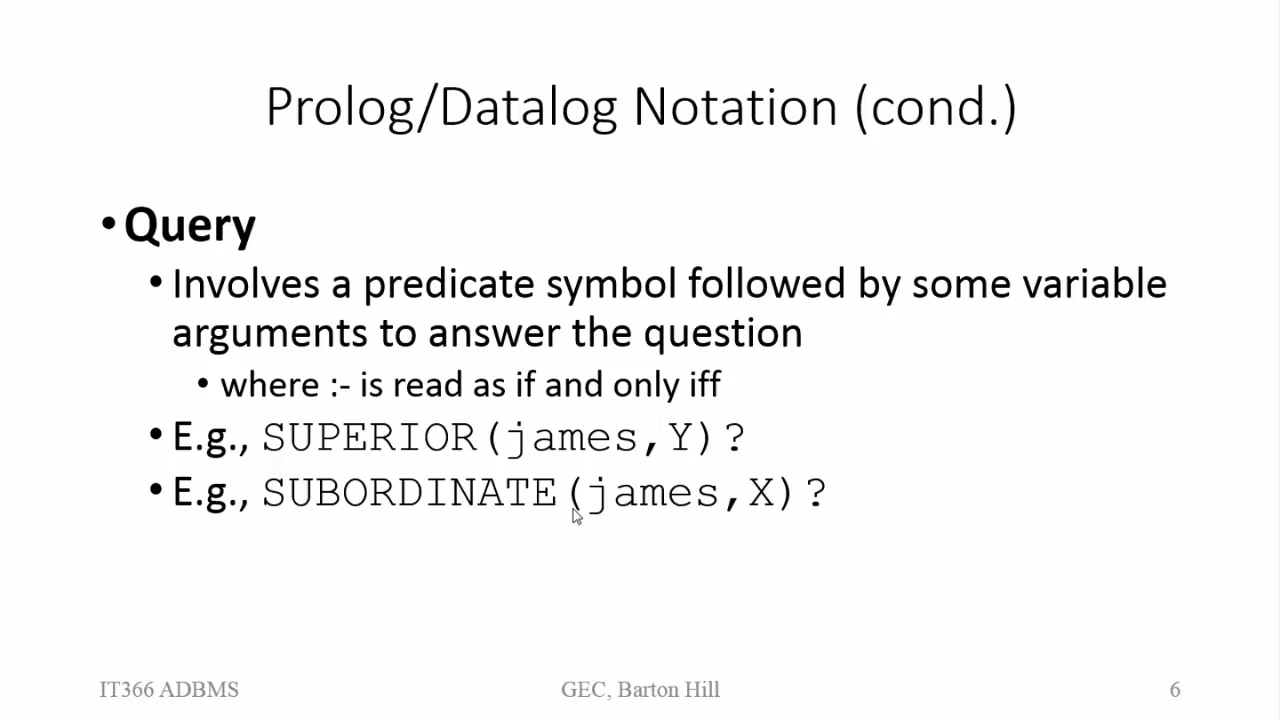 Prolog/Datalog Notation (cond.)
•Query
•Involves a predicate symbol followed by some variable
arguments to answer the question
•where :- is read as if and only iff
•E.g., SUPERIOR(james,Y)?
•E.g., SUBORDINATE(james,X)?
IT366 ADBMS GEC, Barton Hill 6